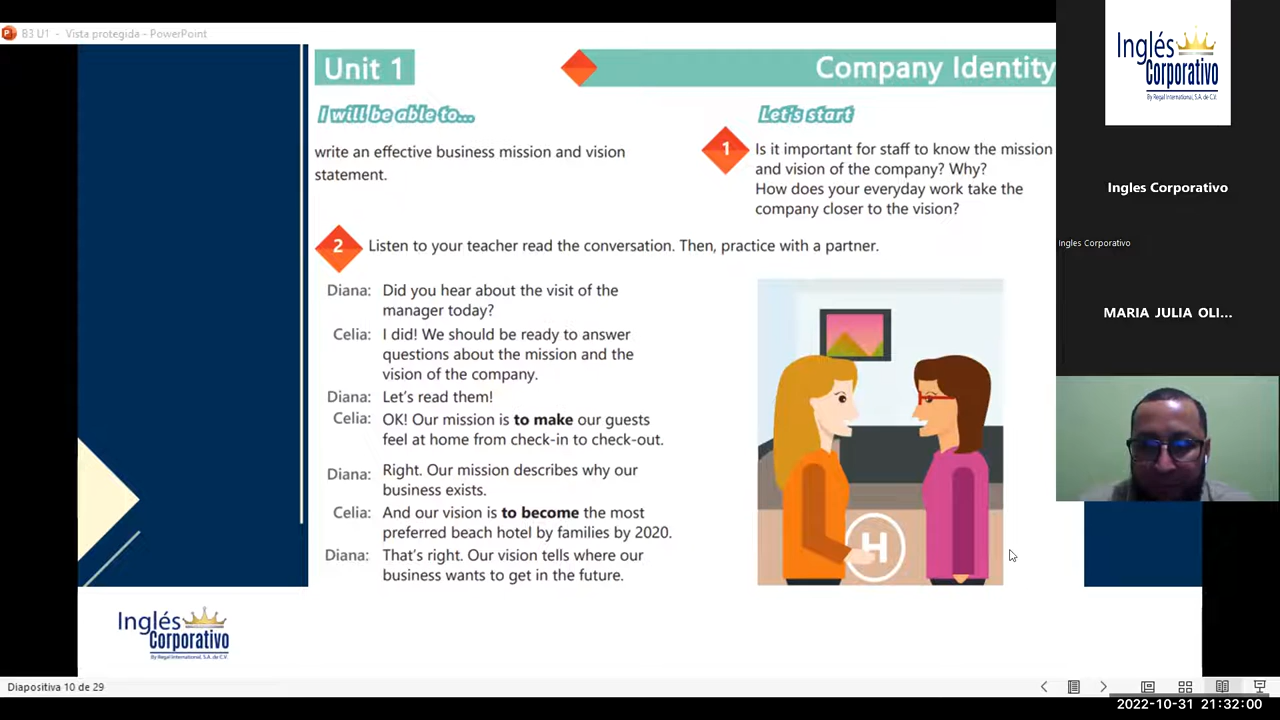 B3 U1 - Vista protegida - PowerPoint
Unit 1
Company Identity
I will be able to...
write an effective business mission and vision
statement.
Let's start
1
Is it important for staff to know the mission
and vision of the company? Why?
How does your everyday work take the
company closer to the vision?
2
Listen to your teacher read the conversation. Then, practice with a partner.
Diana: Did you hear about the visit of the
manager today?
Celia: I did! We should be ready to answer
questions about the mission and the
vision of the company.
Diana: Let's read them!
Celia: OK! Our mission is to make our guests
feel at home from check-in to check-out.
Diana: Right. Our mission describes why our
business exists.
Celia: And our vision is to become the most
preferred beach hotel by families by 2020.
Diana: That's right. Our vision tells where our
business wants to get in the future.
H
Inglés
Corporativo
By Regal International, S.A. de C.V.
Diapositiva 10 de 29
Inglés
Corporativo
By Regal International, S.A. de C.V.
Ingles Corporativo
Ingles Corporativo
MARIA JULIA OLI...
2022-10-31 21:32:00